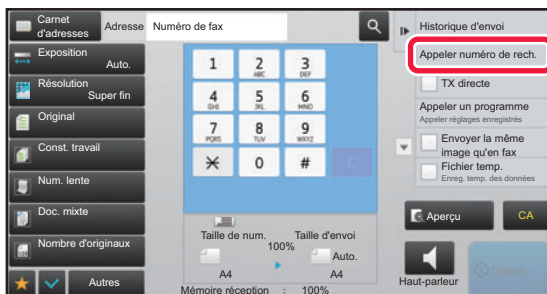 Carnet
d'adresses
Adresse
Numéro de fax
Exposition
Auto.
Résolution
Super fin
Original
Const. travail
Num. lente
Doc. mixte
Nombre d'originaux
Autres
1
2
ABC
3
DEF
4
GHI
5
JKL
6
MNO
7
PQRS
8
TUV
9
WXYZ
0
#
C
Taille de num.
100%
Taille d'envoi
Auto.
A4
A4
Mémoire réception : 100%
Historique d'envoi
Appeler numéro de rech.
TX directe
Appeler un programme
Appeler réglages enregistrés
Envoyer la même
image qu'en fax
Fichier temp.
Enreg. temp. des données
Aperçu
CA
Haut-parleur
Départ